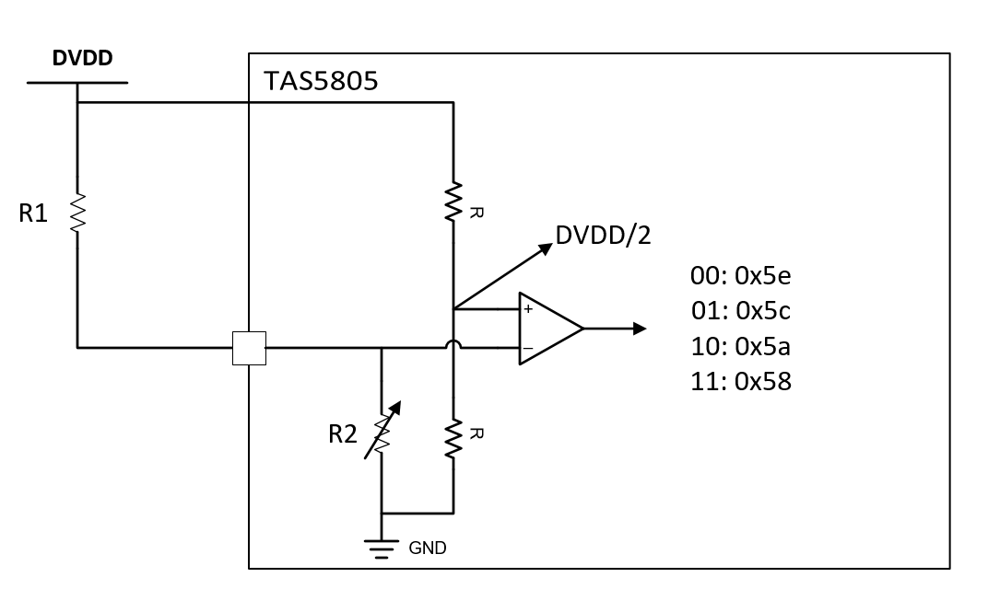 DVDD
TAS5805
R1
R
DVDD/2
+
–
00: 0x5e
01: 0x5c
10: 0x5a
11: 0x58
R2
R
GND